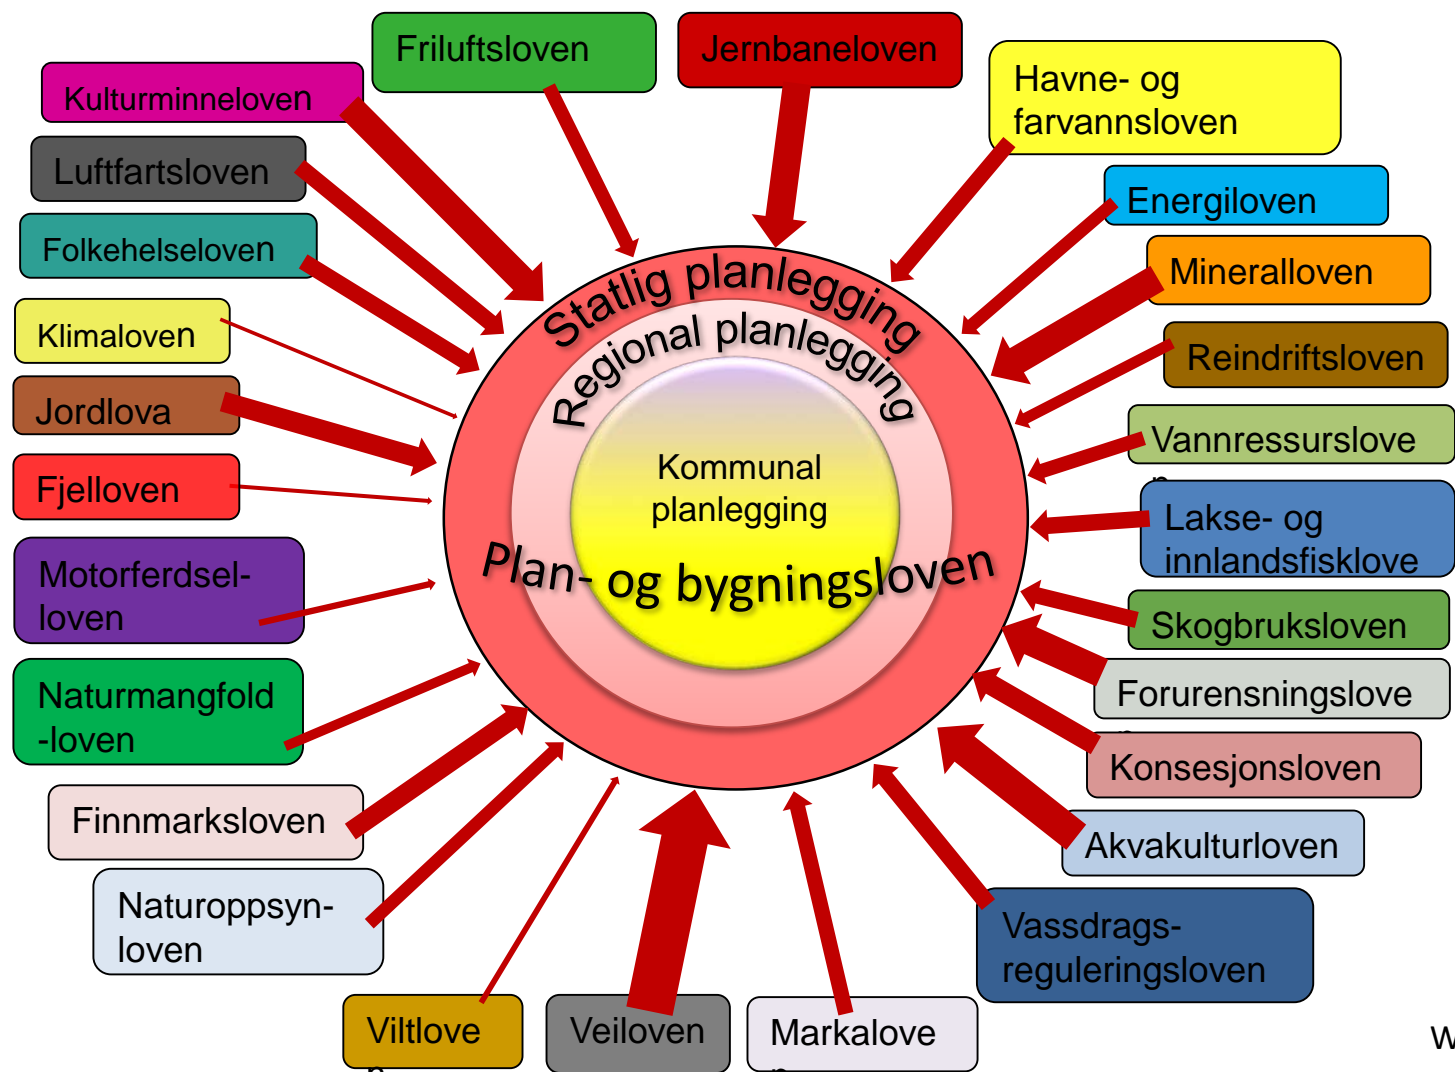 Friluftsloven
Jernbaneloven
Havne- og
farvannsloven
Kulturminneloven
Luftfartsloven
Energiloven
Folkehelseloven
Mineralloven
Klimaloven
Reindriftsloven
Jordlova
Vannressurslove
n
Fjelloven
Lakse- og
innlandsfisklove
Motorferdsel-
loven
Skogbruksloven
Naturmangfold
-loven
Forurensningslove
n
Konsesjonsloven
Finnmarksloven
Akvakulturloven
Naturoppsyn-
loven
Vassdrags-
reguleringsloven
Viltlove
n
Veiloven
Markalove
n
Statlig planlegging
Regional planlegging
Kommunal
planlegging
Plan- og bygningsloven
w